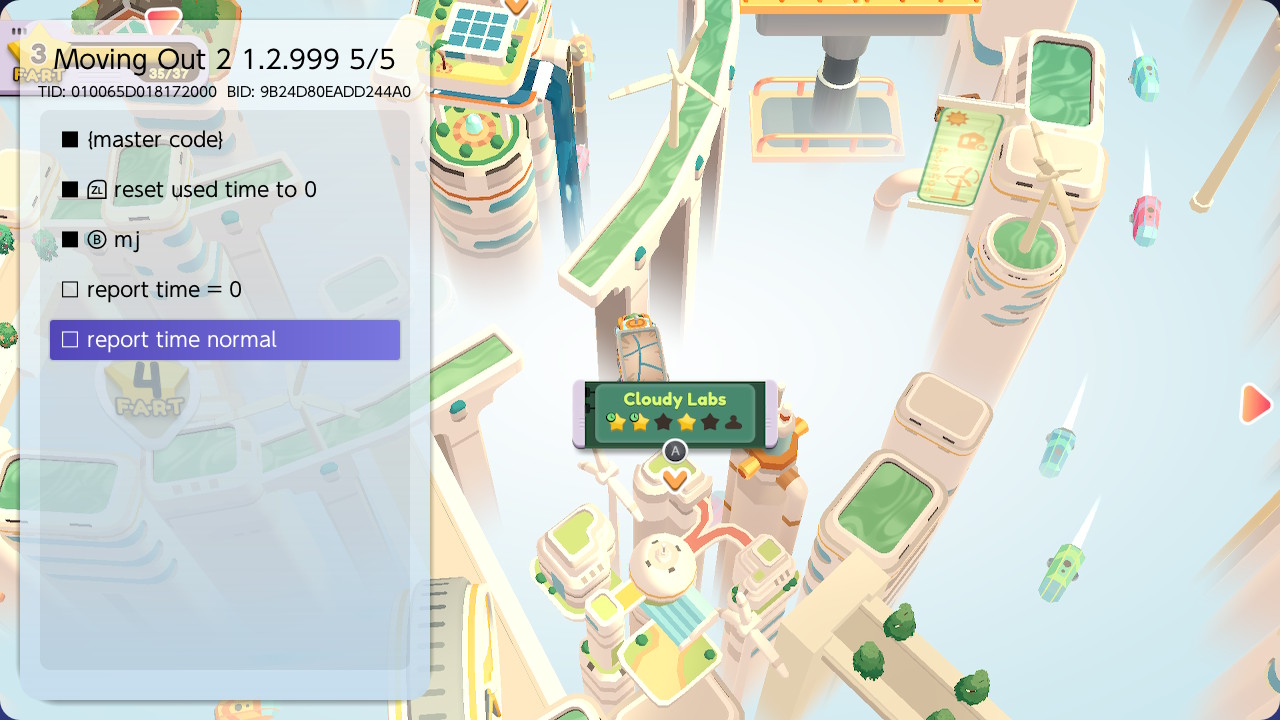 3
F.A.R.T
35/37
Moving Out 2 1.2.999 5/5
TID: 010065D018172000 BID: 9B24D80EADD244A0
{master code}
ZL reset used time to 0
B mj
report time = 0
report time normal
4
F.A.R.T
Cloudy Labs
A